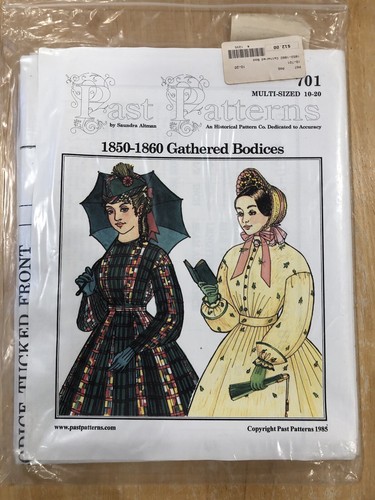 $12.00
701
MULTI-SIZED 10-20
Past Patterns
by Saundra Altman
An Historical Pattern Co. Dedicated to Accuracy
1850-1860 Gathered Bodices
DICE TUCKED FRONT
www.pastpatterns.com
Copyright Past Patterns 1985